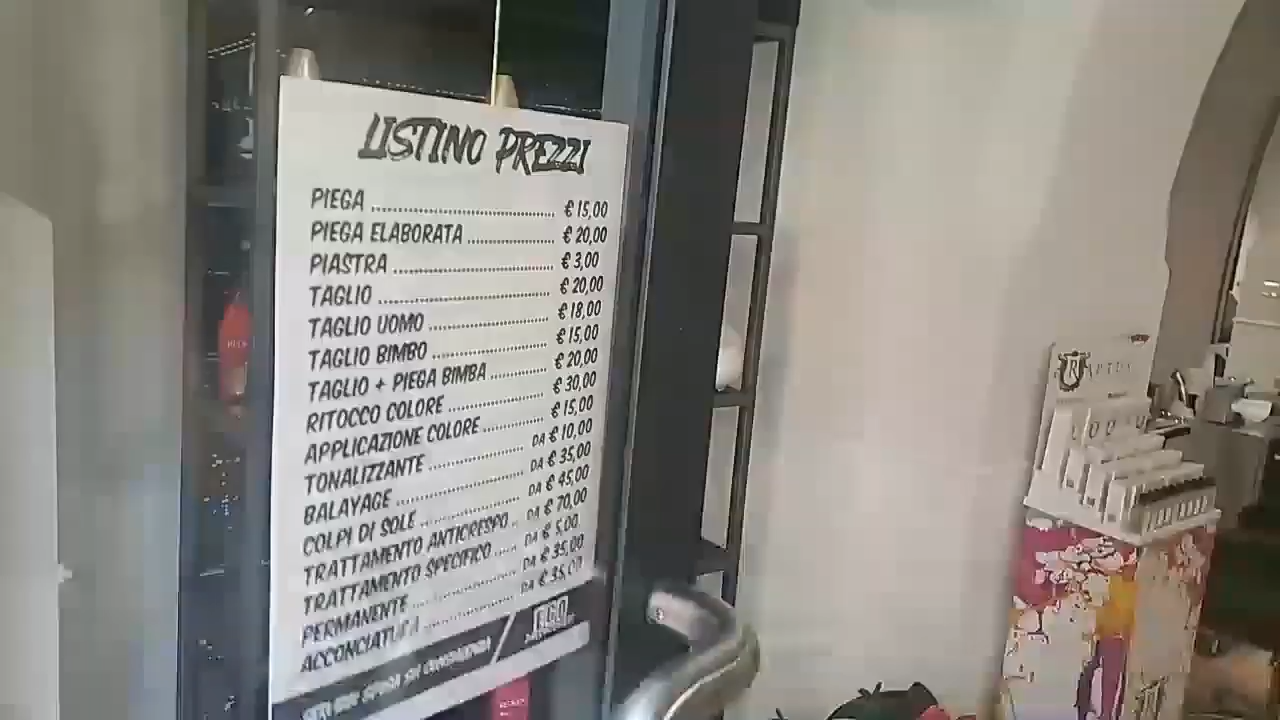 LISTINO PREZZI
PIEGA ........ € 15,00
PIEGA ELABORATA ........ € 20,00
PIASTRA ........ € 3,00
TAGLIO ........ € 20,00
TAGLIO UOMO ........ € 18,00
TAGLIO BIMBO ........ € 15,00
TAGLIO + PIEGA BIMBA ........ € 20,00
RITOCCO COLORE ........ € 30,00
APPLICAZIONE COLORE ........ € 15,00
TONALIZZANTE ........ DA € 10,00
BALAYAGE ........ DA € 35,00
COLPI DI SOLE ........ DA € 45,00
TRATTAMENTO ANTICRESPO .. DA € 70,00
TRATTAMENTO SPECIFICO ..... DA € 5,00
PERMANENTE ........ DA € 35,00
ACCONCIATURA ........ DA € 35,00